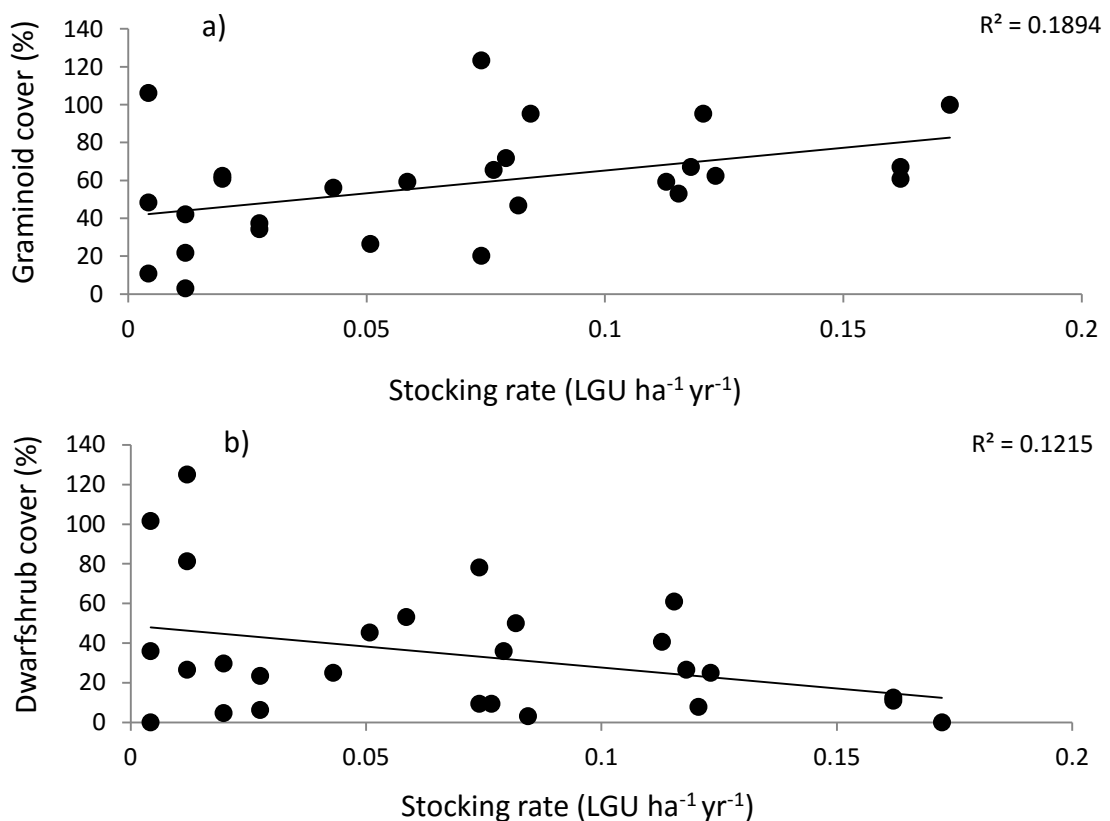 a)
R² = 0.1894
Graminoid cover (%)
140
120
100
80
60
40
20
0
0 0.05 0.1 0.15 0.2
Stocking rate (LGU ha⁻¹ yr⁻¹)
b)
R² = 0.1215
Dwarfshrub cover (%)
140
120
100
80
60
40
20
0
0 0.05 0.1 0.15 0.2
Stocking rate (LGU ha⁻¹ yr⁻¹)